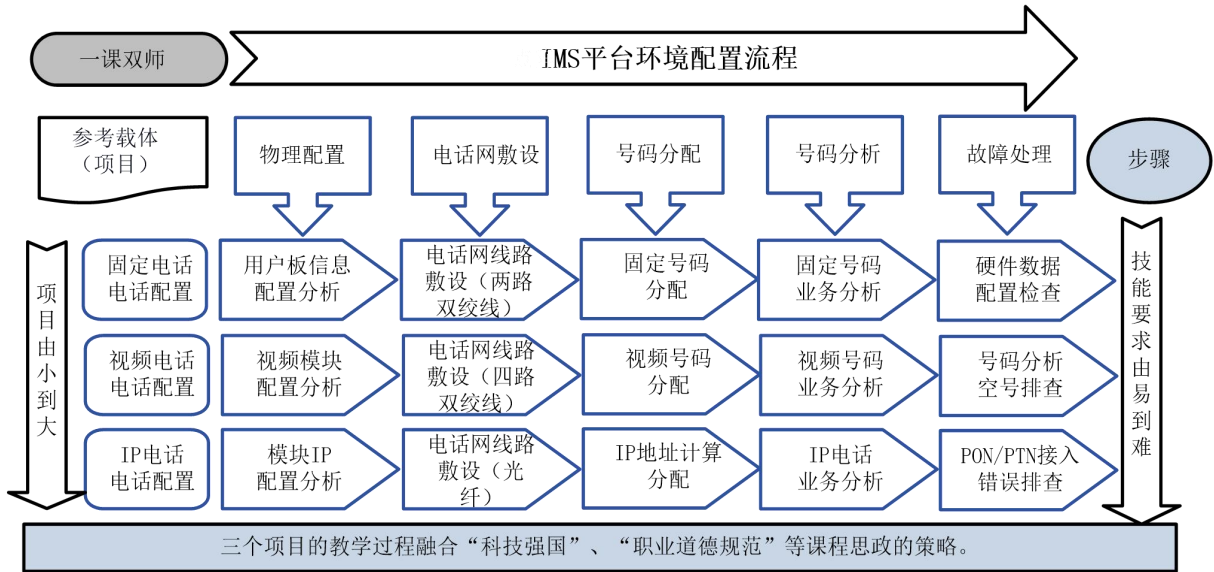 一课双师
IMS平台环境配置流程
参考载体
（项目）
物理配置
电话网敷设
号码分配
号码分析
故障处理
步骤
项目由小到大
固定电话
电话配置
用户板信息
配置分析
电话网线路
敷设（两路
双绞线）
固定号码
分配
固定号码
业务分析
硬件数据
配置检查
技能要求由易到难
视频电话
电话配置
视频模块
配置分析
电话网线路
敷设（四路
双绞线）
视频号码
分配
视频号码
业务分析
号码分析
空号排查
IP电话
电话配置
模块IP
配置分析
电话网线路
敷设（光
纤）
IP地址计算
分配
IP电话
业务分析
PON/PTN接入
错误排查
三个项目的教学过程融合“科技强国”、“职业道德规范”等课程思政的策略。